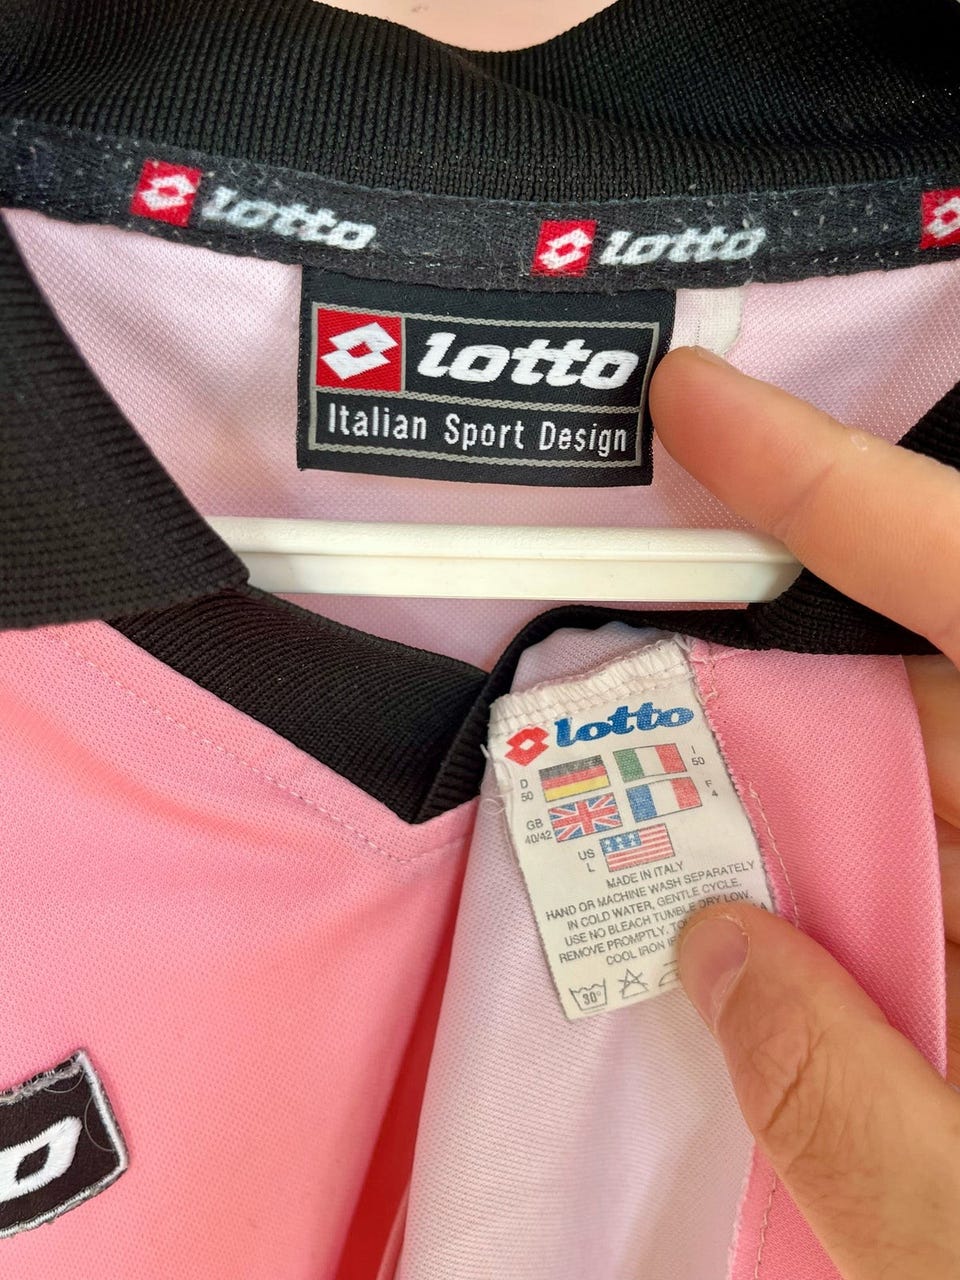 lotto
lotto
lotto
Italian Sport Design
lotto
D
50
I
50
GB
40/42
F
4
US
L
MADE IN ITALY
HAND OR MACHINE WASH SEPARATELY
IN COLD WATER, GENTLE CYCLE.
USE NO BLEACH TUMBLE DRY LOW.
REMOVE PROMPTLY.
COOL IRON
30°